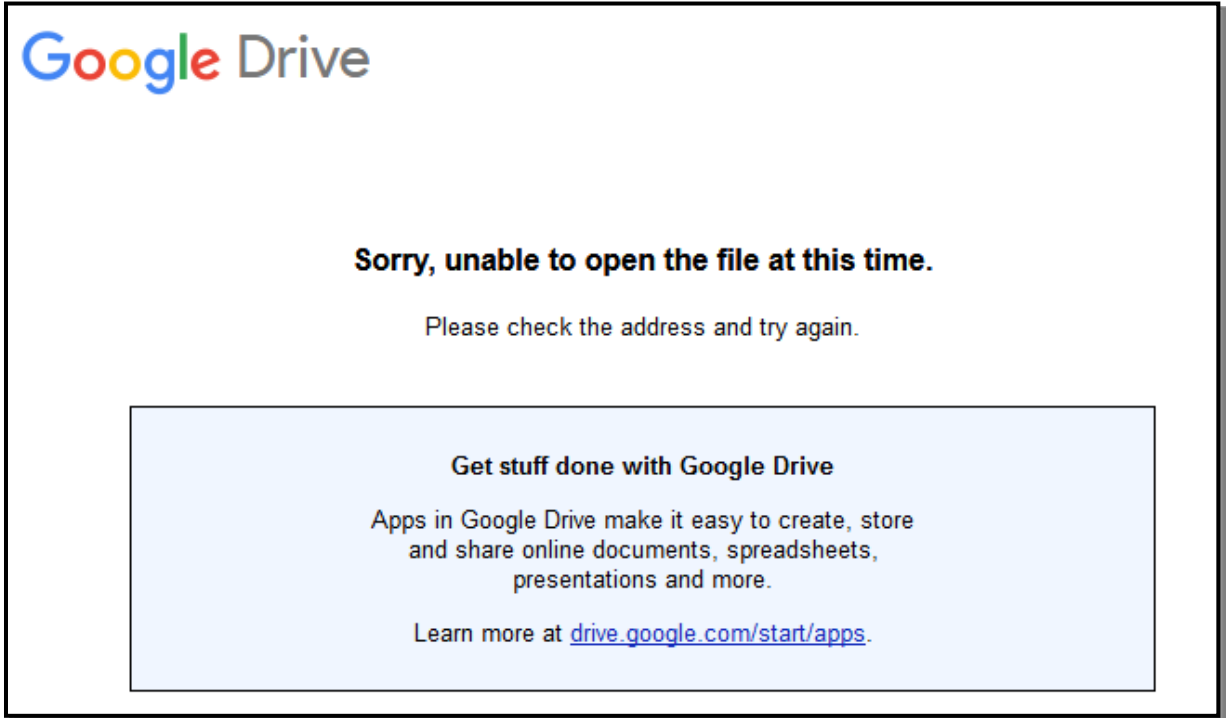 Google Drive
Sorry, unable to open the file at this time.
Please check the address and try again.
Get stuff done with Google Drive
Apps in Google Drive make it easy to create, store
and share online documents, spreadsheets,
presentations and more.
Learn more at drive.google.com/start/apps.